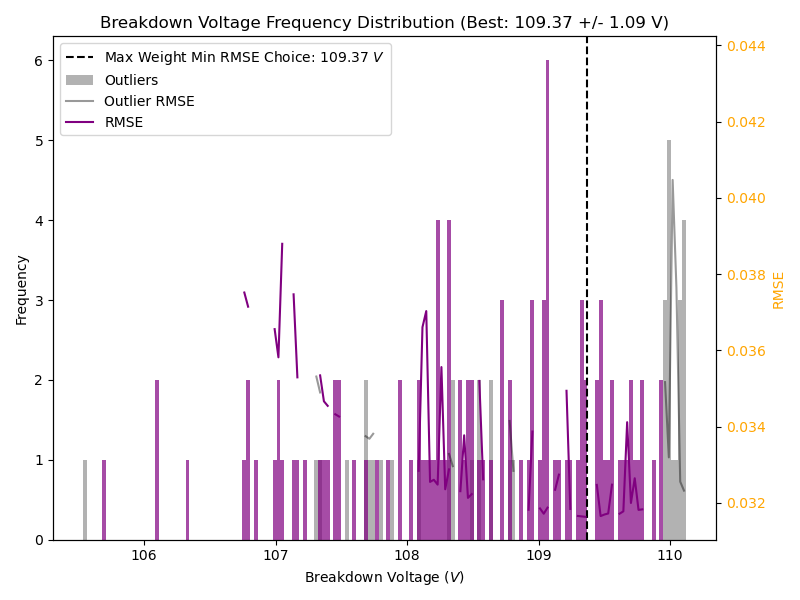 Breakdown Voltage Frequency Distribution (Best: 109.37 +/- 1.09 V)
Max Weight Min RMSE Choice: 109.37 V
Outliers
Outlier RMSE
RMSE
Frequency
6
5
4
3
2
1
0
0.044
0.042
0.040
0.038
0.036
0.034
0.032
RMSE
106 107 108 109 110
Breakdown Voltage (V)